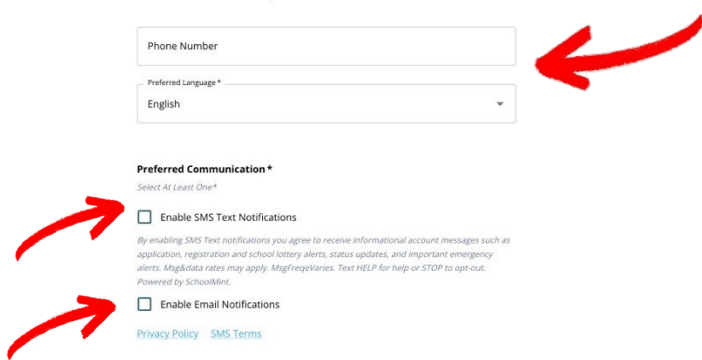 Phone Number
Preferred Language *
English
Preferred Communication *
Select At Least One*
Enable SMS Text Notifications
By enabling SMS Text notifications you agree to receive informational account messages such as
application, registration and school lottery alerts, status updates, and important emergency
alerts. Msg&data rates may apply. MsgFreqeVaries. Text HELP for help or STOP to opt-out.
Powered by SchoolMint.
Enable Email Notifications
Privacy Policy SMS Terms